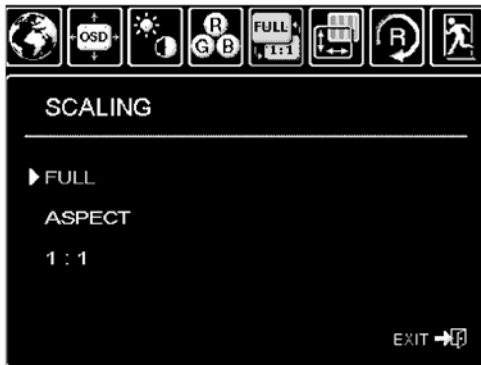 OSD
R
G B
FULL
1:1
R
SCALING
FULL
ASPECT
1 : 1
EXIT